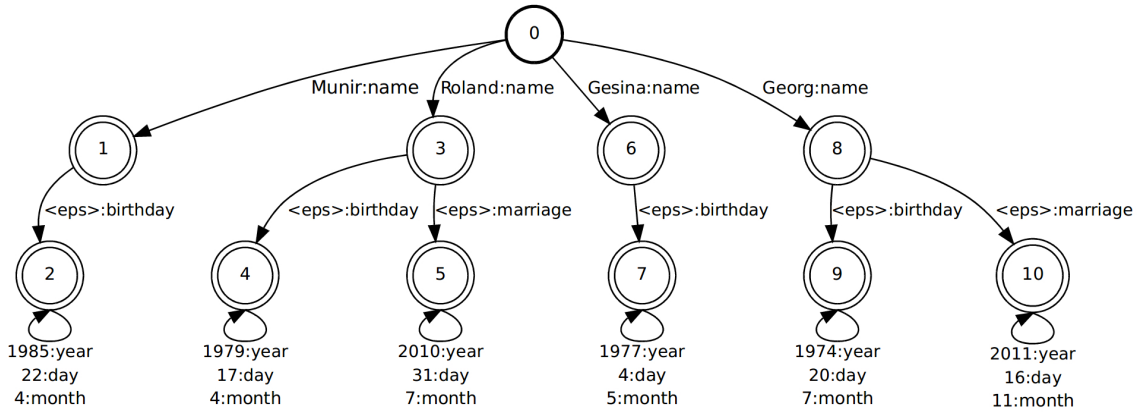 0
Munir:name
Roland:name
Gesina:name
Georg:name
1
3
6
8
<eps>:birthday
<eps>:birthday
<eps>:marriage
<eps>:birthday
<eps>:birthday
<eps>:marriage
2
4
5
7
9
10
1985:year
22:day
4:month
1979:year
17:day
4:month
2010:year
31:day
7:month
1977:year
4:day
5:month
1974:year
20:day
7:month
2011:year
16:day
11:month